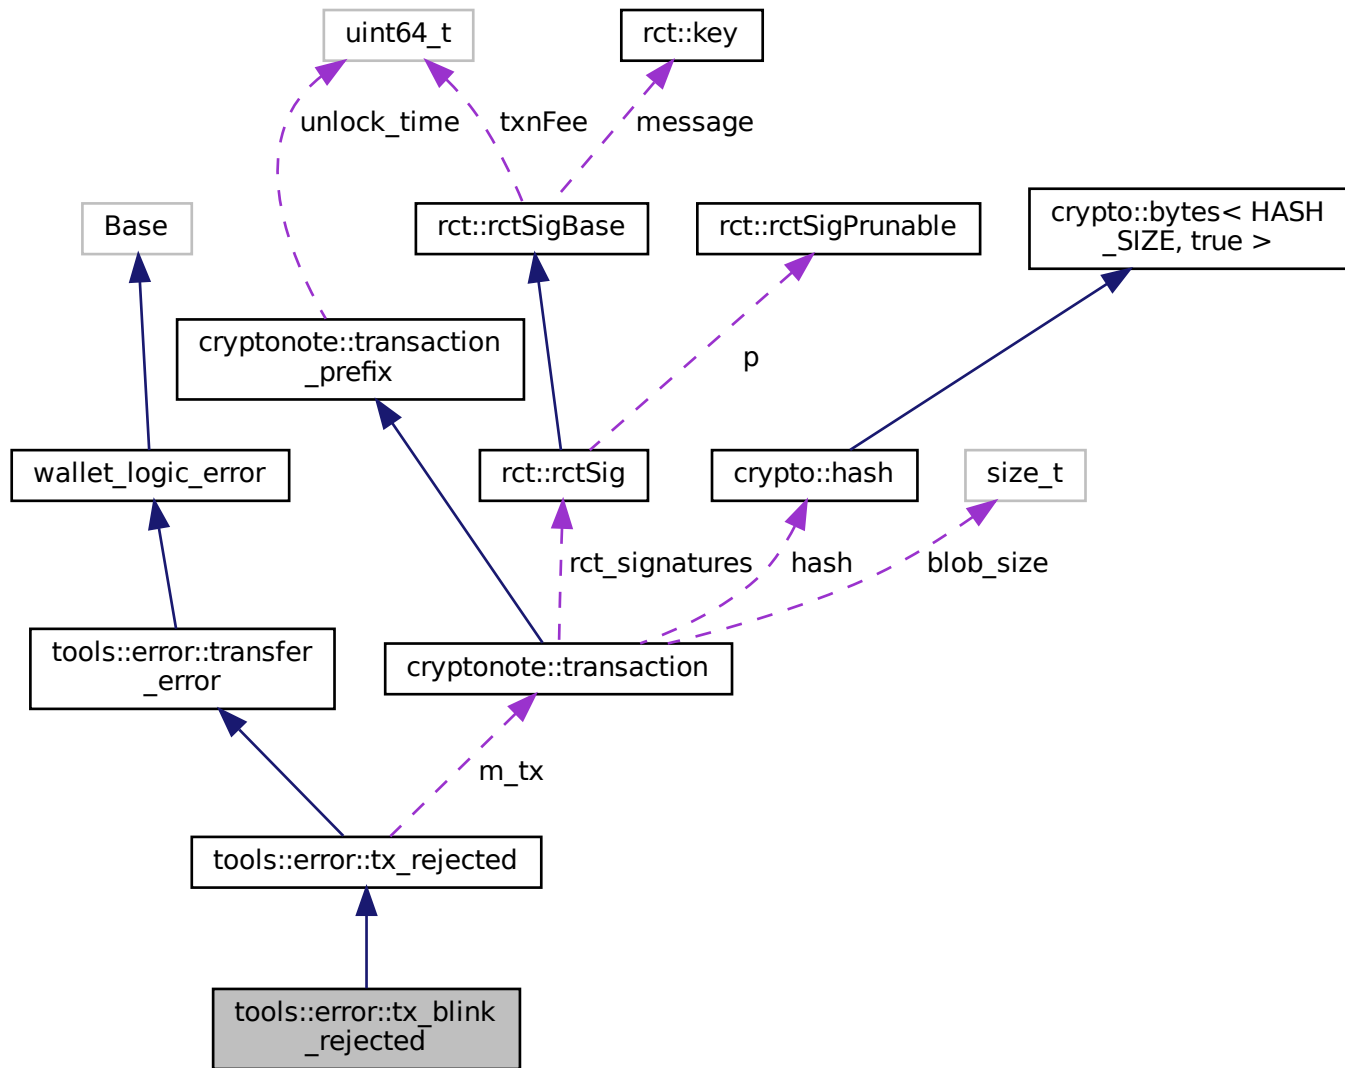 uint64_t
rct::key
unlock_time
txnFee
message
Base
rct::rctSigBase
rct::rctSigPrunable
crypto::bytes< HASH
_SIZE, true >
cryptonote::transaction
_prefix
p
wallet_logic_error
rct::rctSig
crypto::hash
size_t
rct_signatures
hash
blob_size
tools::error::transfer
_error
cryptonote::transaction
m_tx
tools::error::tx_rejected
tools::error::tx_blink
_rejected